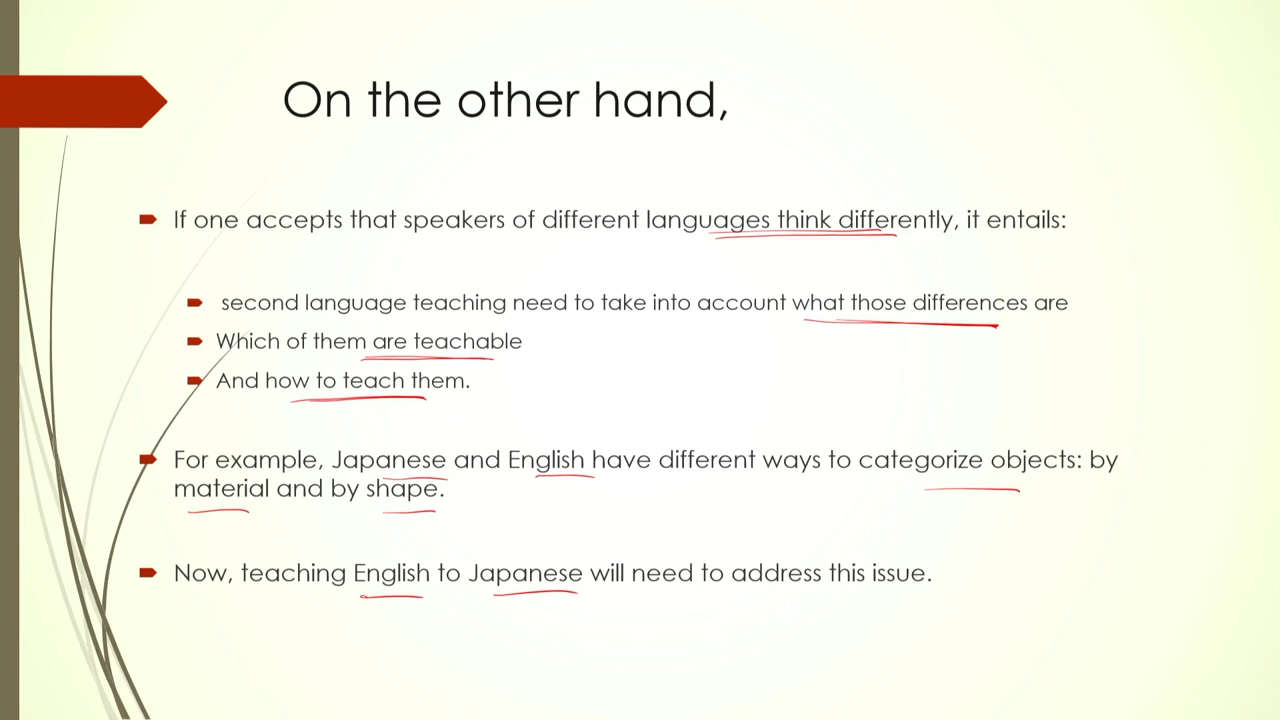 On the other hand,
If one accepts that speakers of different languages think differently, it entails:
second language teaching need to take into account what those differences are
Which of them are teachable
And how to teach them.
For example, Japanese and English have different ways to categorize objects: by
material and by shape.
Now, teaching English to Japanese will need to address this issue.